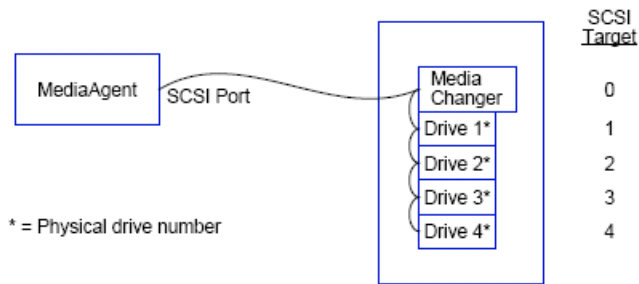 SCSI
Target
MediaAgent
SCSI Port
Media
Changer
0
Drive 1*
1
Drive 2*
2
Drive 3*
3
Drive 4*
4
* = Physical drive number